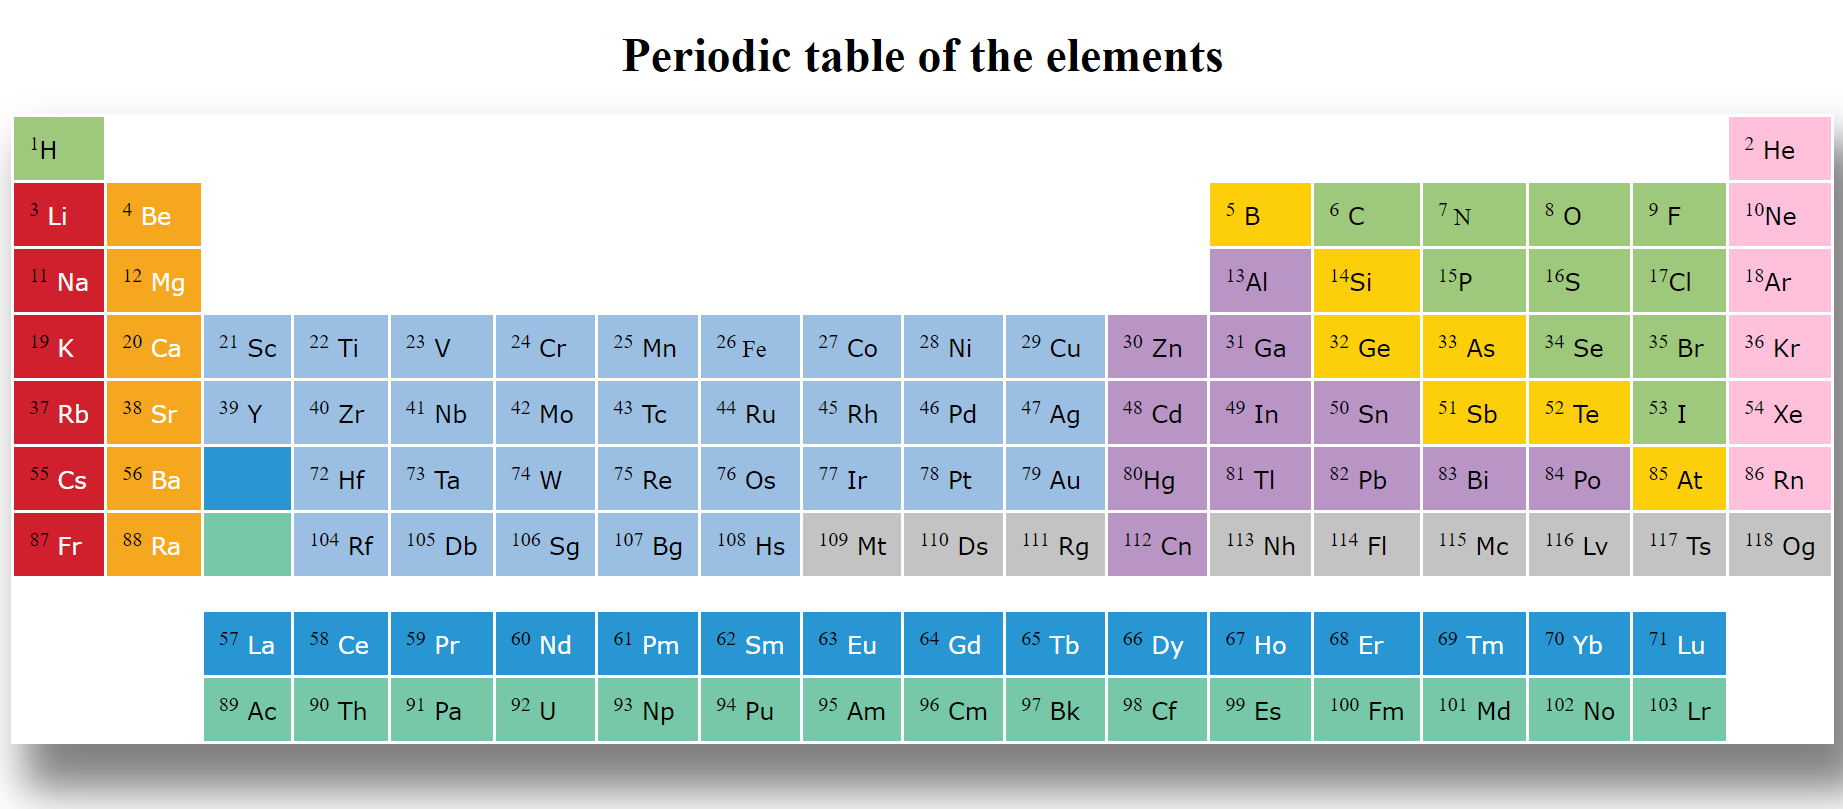 Periodic table of the elements
1H 2 He
3 Li 4 Be 5 B 6 C 7 N 8 O 9 F 10Ne
11 Na 12 Mg 13Al 14Si 15P 16S 17Cl 18Ar
19 K 20 Ca 21 Sc 22 Ti 23 V 24 Cr 25 Mn 26 Fe 27 Co 28 Ni 29 Cu 30 Zn 31 Ga 32 Ge 33 As 34 Se 35 Br 36 Kr
37 Rb 38 Sr 39 Y 40 Zr 41 Nb 42 Mo 43 Tc 44 Ru 45 Rh 46 Pd 47 Ag 48 Cd 49 In 50 Sn 51 Sb 52 Te 53 I 54 Xe
55 Cs 56 Ba 72 Hf 73 Ta 74 W 75 Re 76 Os 77 Ir 78 Pt 79 Au 80Hg 81 Tl 82 Pb 83 Bi 84 Po 85 At 86 Rn
87 Fr 88 Ra 104 Rf 105 Db 106 Sg 107 Bg 108 Hs 109 Mt 110 Ds 111 Rg 112 Cn 113 Nh 114 Fl 115 Mc 116 Lv 117 Ts 118 Og
57 La 58 Ce 59 Pr 60 Nd 61 Pm 62 Sm 63 Eu 64 Gd 65 Tb 66 Dy 67 Ho 68 Er 69 Tm 70 Yb 71 Lu
89 Ac 90 Th 91 Pa 92 U 93 Np 94 Pu 95 Am 96 Cm 97 Bk 98 Cf 99 Es 100 Fm 101 Md 102 No 103 Lr